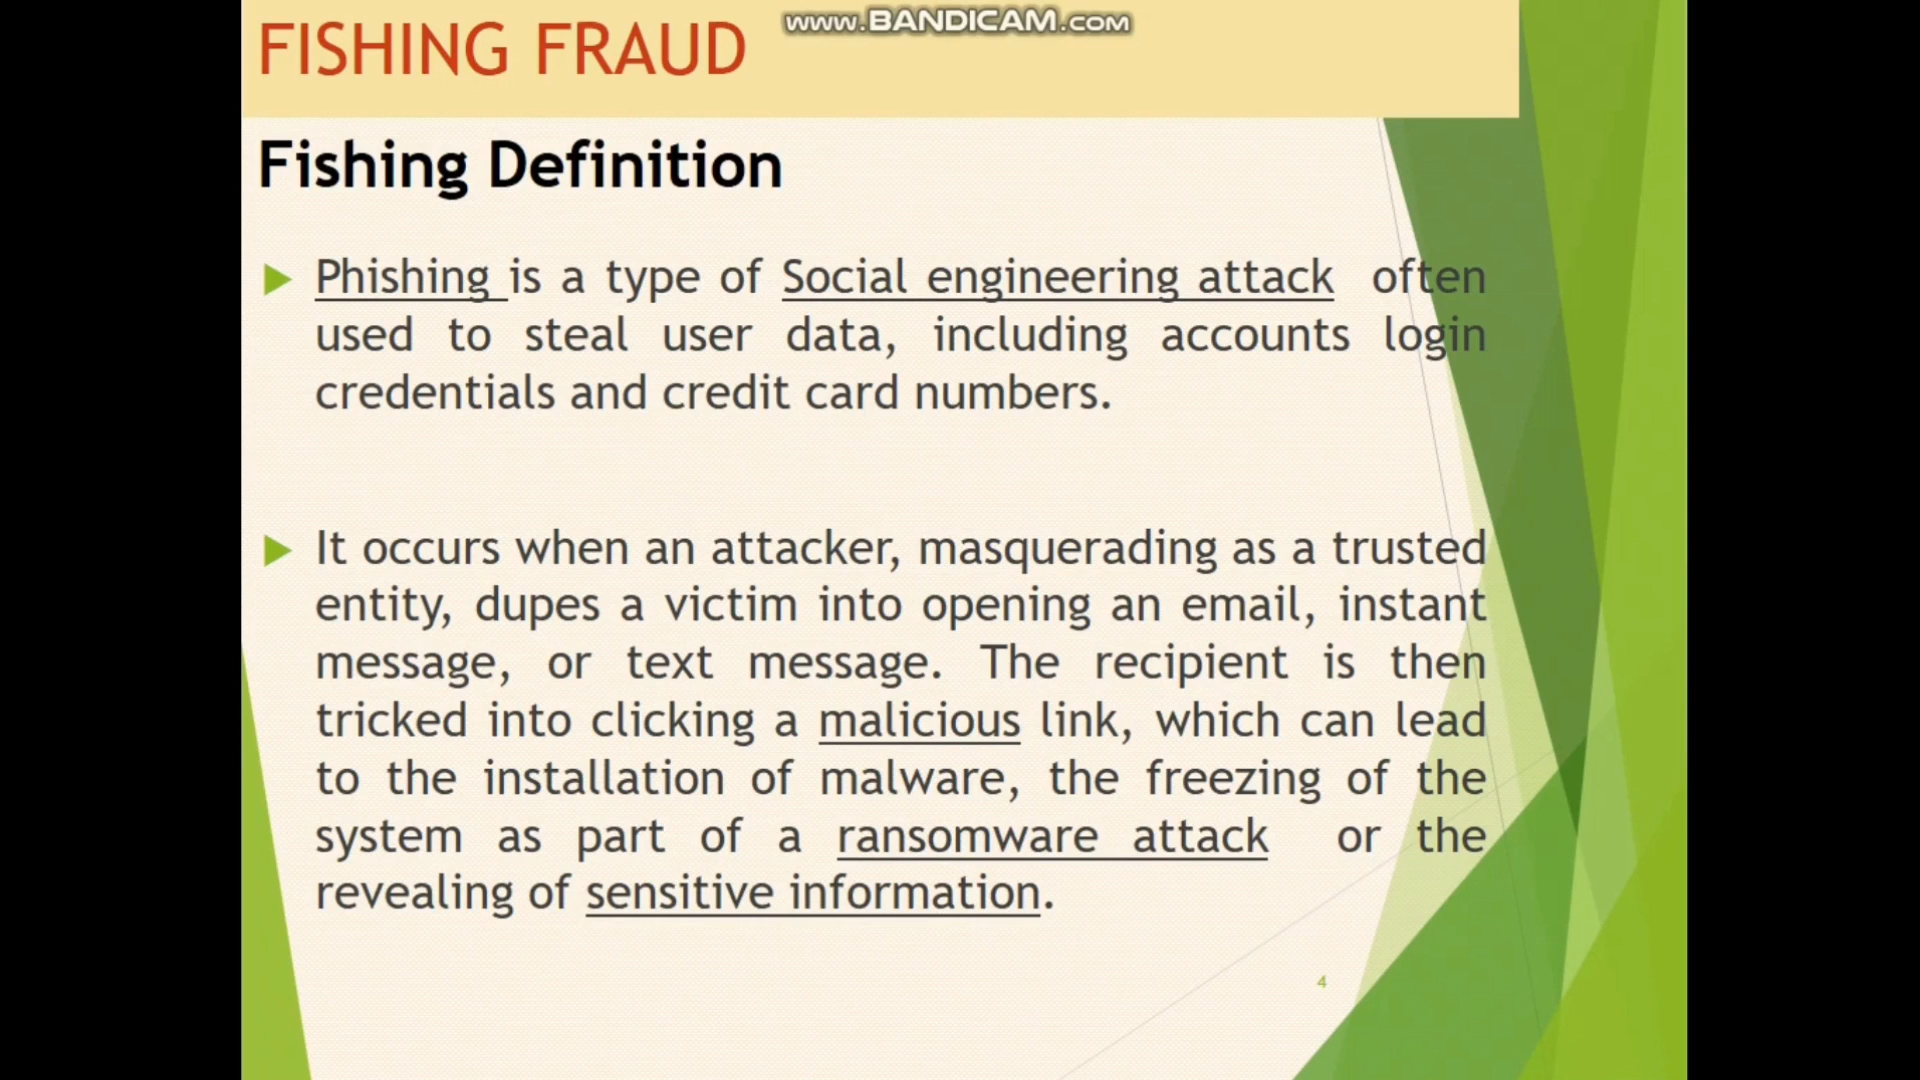 FISHING FRAUD
www.BANDICAM.com
Fishing Definition
Phishing is a type of Social engineering attack often
used to steal user data, including accounts login
credentials and credit card numbers.
It occurs when an attacker, masquerading as a trusted
entity, dupes a victim into opening an email, instant
message, or text message. The recipient is then
tricked into clicking a malicious link, which can lead
to the installation of malware, the freezing of the
system as part of a ransomware attack or the
revealing of sensitive information.
4